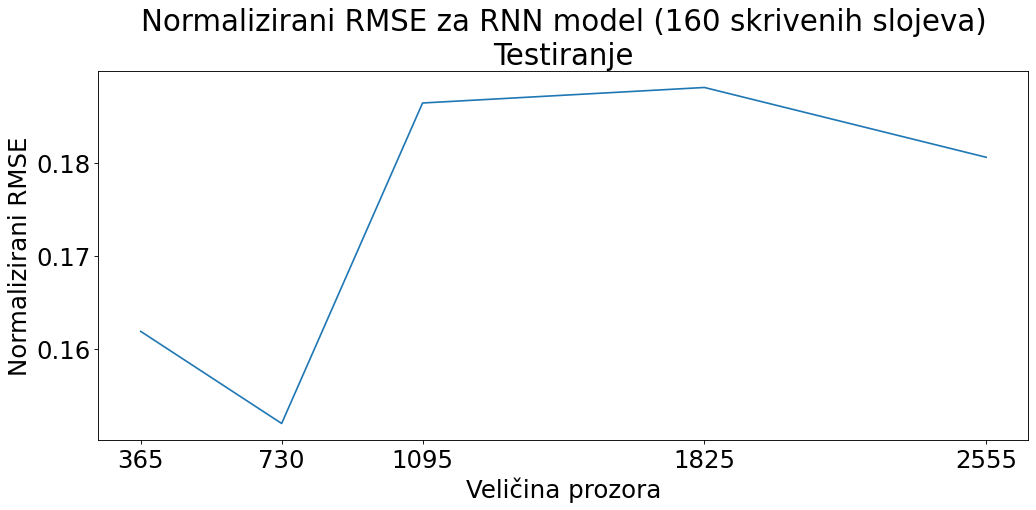 Normalizirani RMSE za RNN model (160 skrivenih slojeva)
Testiranje
Normalizirani RMSE
0.18
0.17
0.16
365 730 1095 1825 2555
Veličina prozora